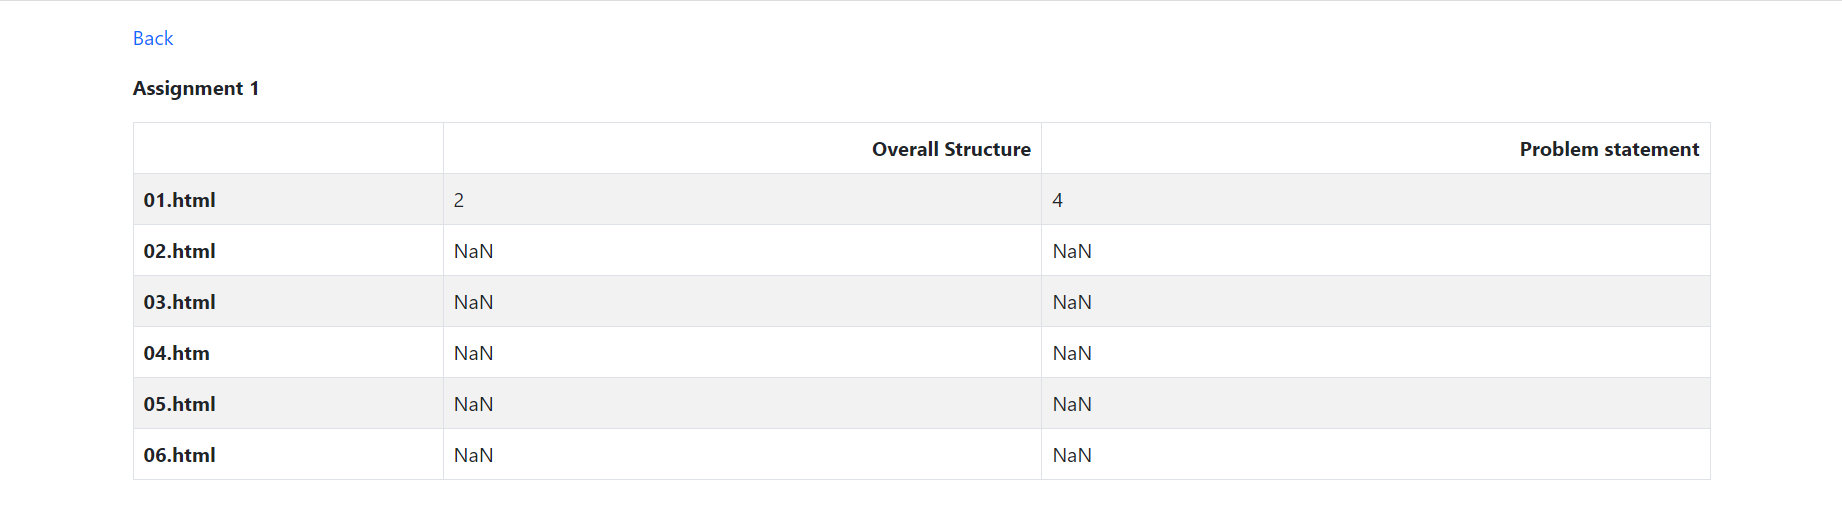 Back
Assignment 1
Overall Structure Problem statement
01.html 2 4
02.html NaN NaN
03.html NaN NaN
04.htm NaN NaN
05.html NaN NaN
06.html NaN NaN